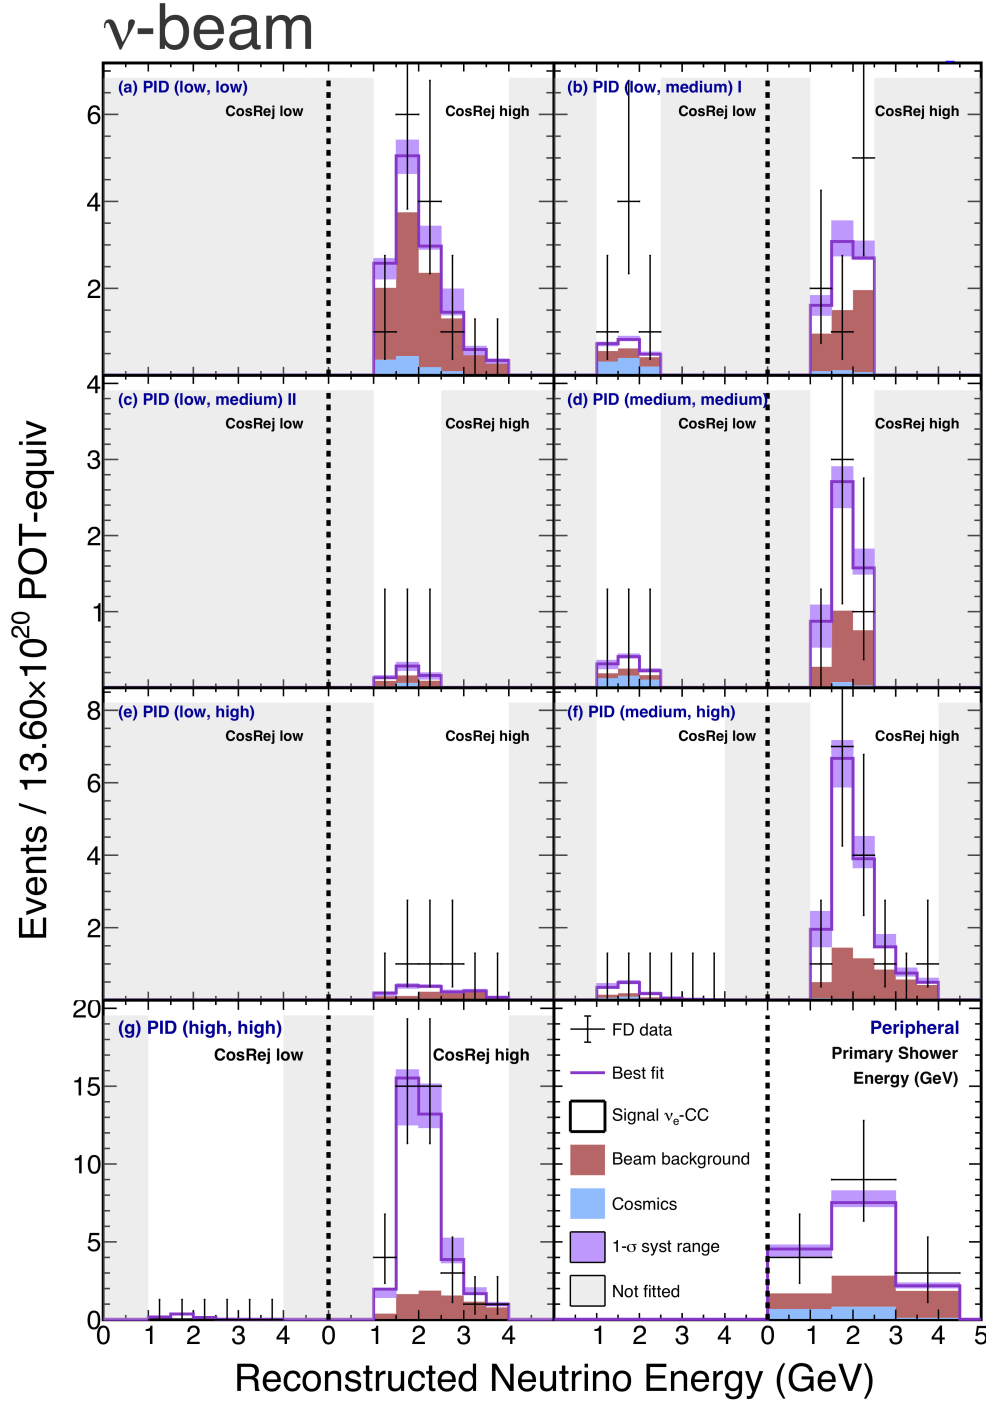 ν-beam
(a) PID (low, low)
CosRej low
CosRej high
(b) PID (low, medium) I
CosRej low
CosRej high
6
4
2
(c) PID (low, medium) II
CosRej low
CosRej high
(d) PID (medium, medium)
CosRej low
CosRej high
4
3
2
1
(e) PID (low, high)
CosRej low
CosRej high
(f) PID (medium, high)
CosRej low
CosRej high
8
6
4
2
(g) PID (high, high)
CosRej low
CosRej high
20
15
10
5
0
FD data
Best fit
Signal νe-CC
Beam background
Cosmics
1-σ syst range
Not fitted
Peripheral
Primary Shower
Energy (GeV)
0 1 2 3 4 0 1 2 3 4 1 2 3 4 0 1 2 3 4 5
Reconstructed Neutrino Energy (GeV)
Events / 13.60×10²⁰ POT-equiv